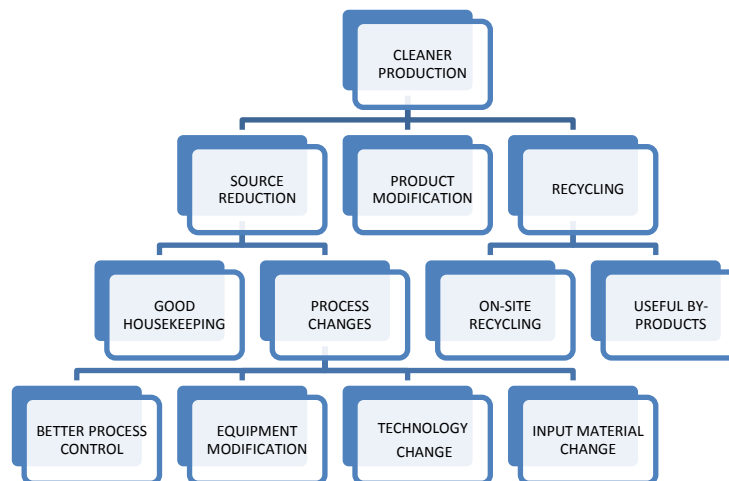 CLEANER
PRODUCTION
SOURCE
REDUCTION
PRODUCT
MODIFICATION
RECYCLING
GOOD
HOUSEKEEPING
PROCESS
CHANGES
ON-SITE
RECYCLING
USEFUL BY-
PRODUCTS
BETTER PROCESS
CONTROL
EQUIPMENT
MODIFICATION
TECHNOLOGY
CHANGE
INPUT MATERIAL
CHANGE